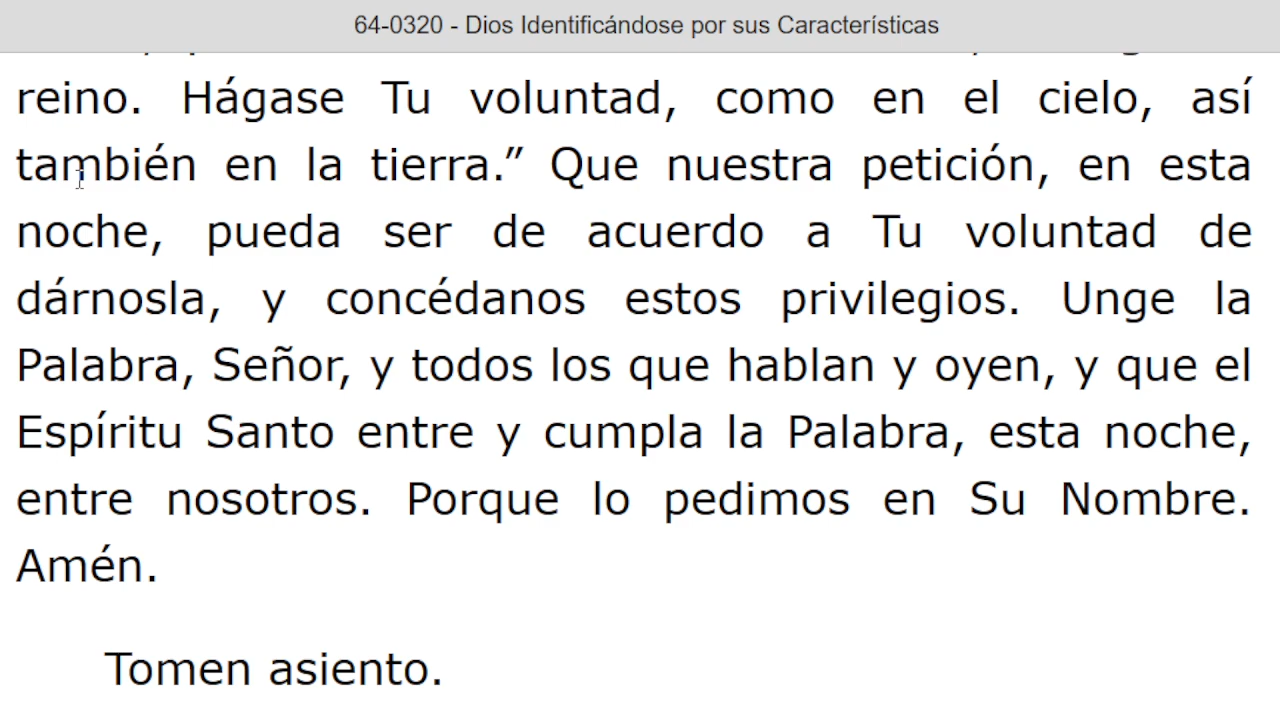 64-0320 - Dios Identificándose por sus Características
reino. Hágase Tu voluntad, como en el cielo, así
también en la tierra.” Que nuestra petición, en esta
noche, pueda ser de acuerdo a Tu voluntad de
dárnosla, y concédanos estos privilegios. Unge la
Palabra, Señor, y todos los que hablan y oyen, y que el
Espíritu Santo entre y cumpla la Palabra, esta noche,
entre nosotros. Porque lo pedimos en Su Nombre.
Amén.
Tomen asiento.